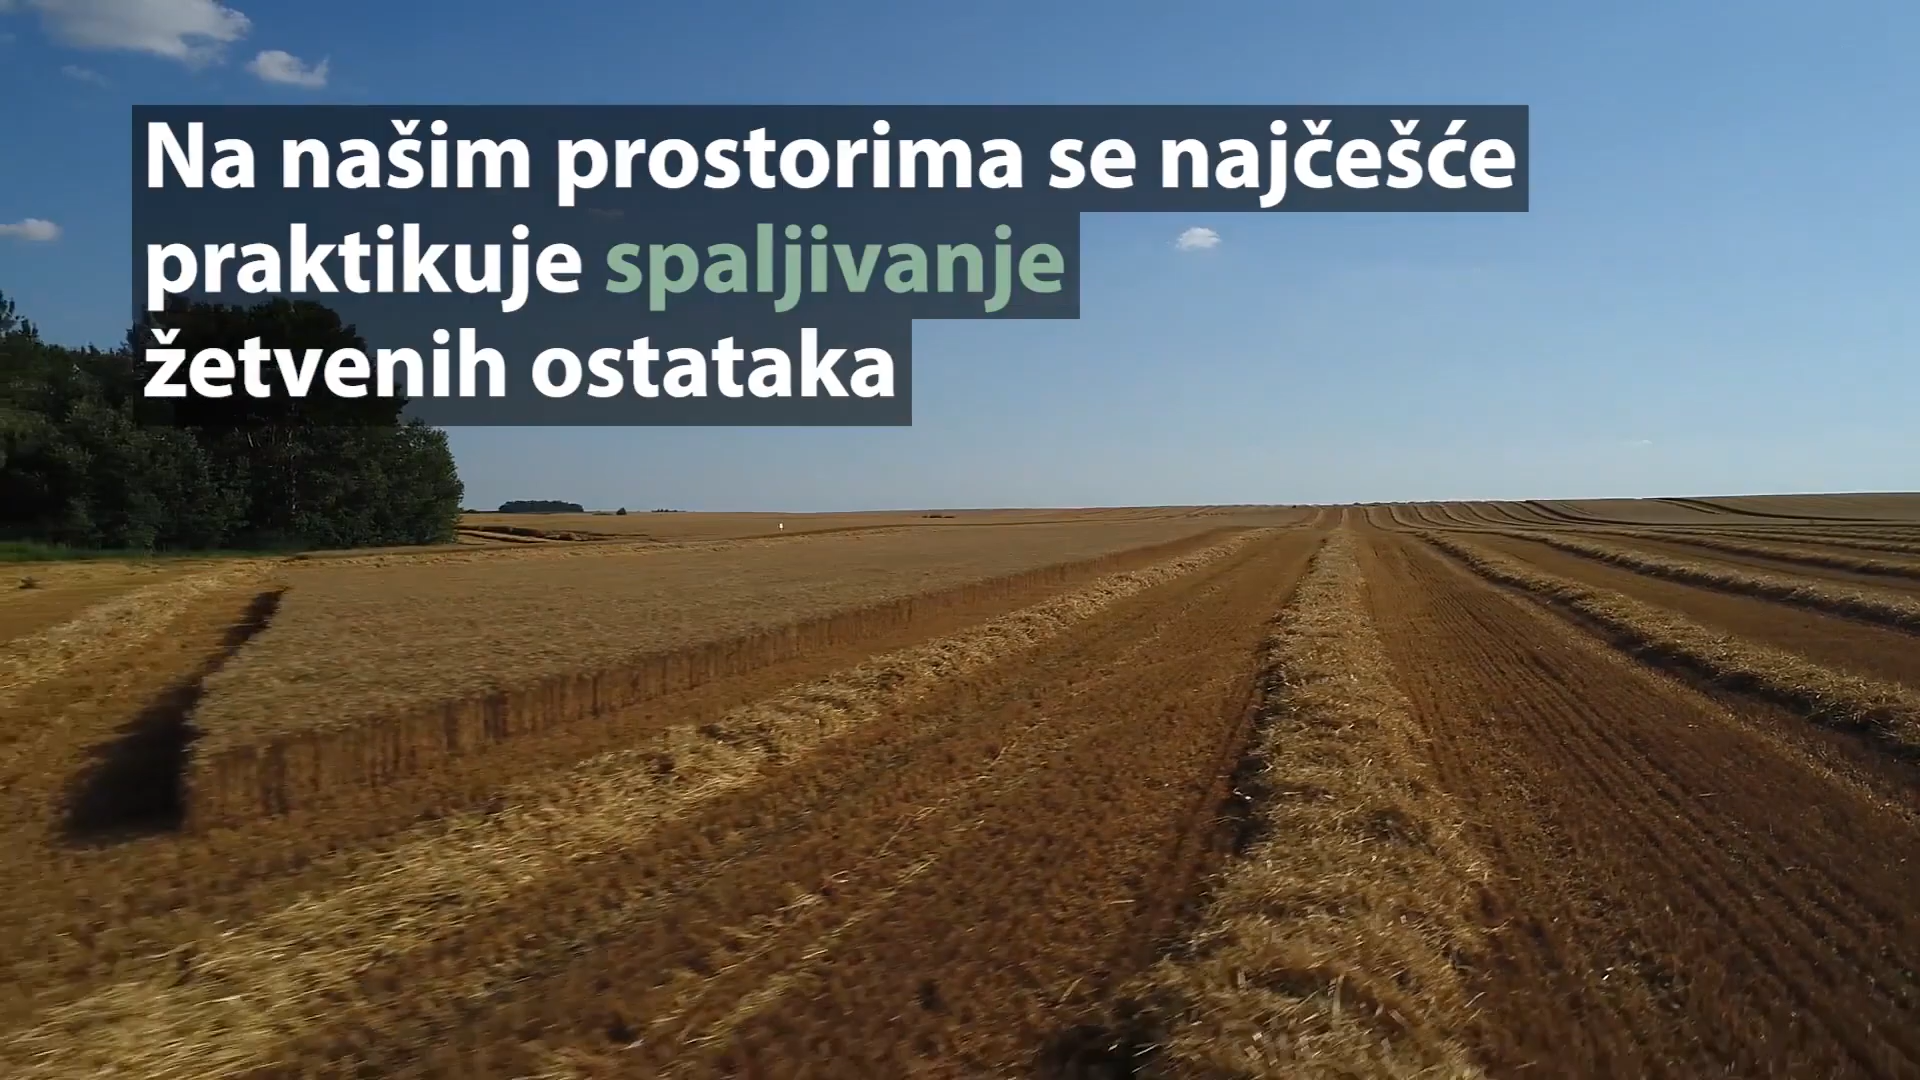 Na našim prostorima se najčešće
praktikuje spaljivanje
žetvenih ostataka